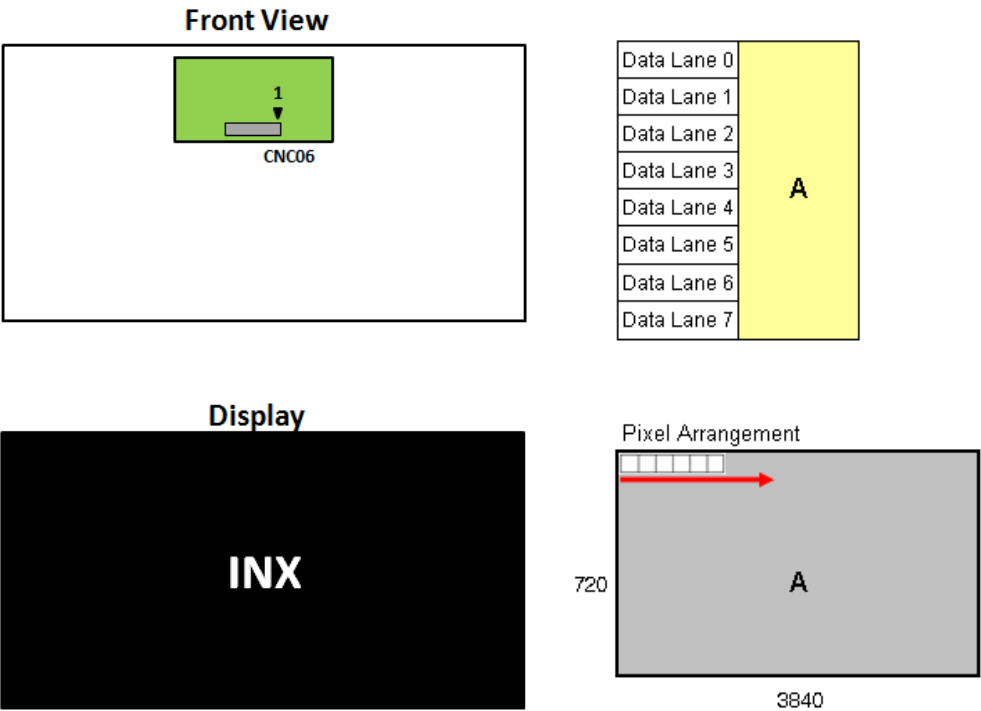 Front View
1
CNC06
Data Lane 0
Data Lane 1
Data Lane 2
Data Lane 3
Data Lane 4
Data Lane 5
Data Lane 6
Data Lane 7
A
Display
INX
Pixel Arrangement
720
A
3840